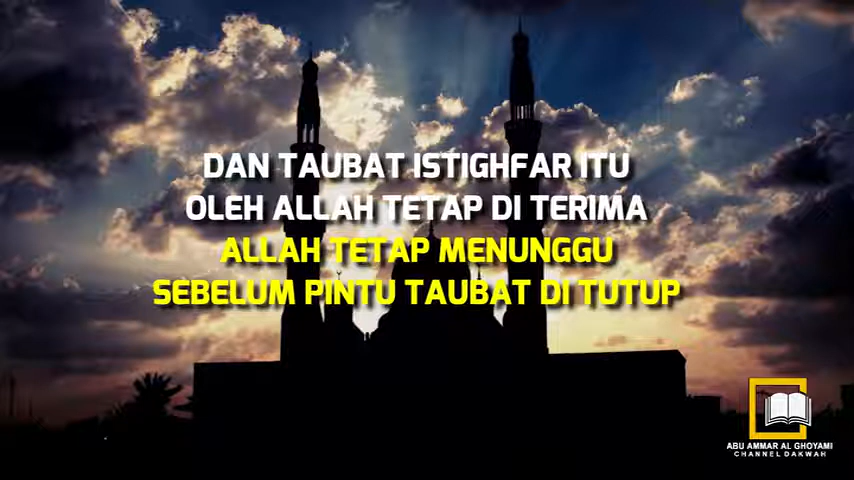 DAN TAUBAT ISTIGHFAR ITU
OLEH ALLAH TETAP DI TERIMA
ALLAH TETAP MENUNGGU
SEBELUM PINTU TAUBAT DI TUTUP
ABU AMMAR AL GHOYAMI
CHANNEL DAKWAH